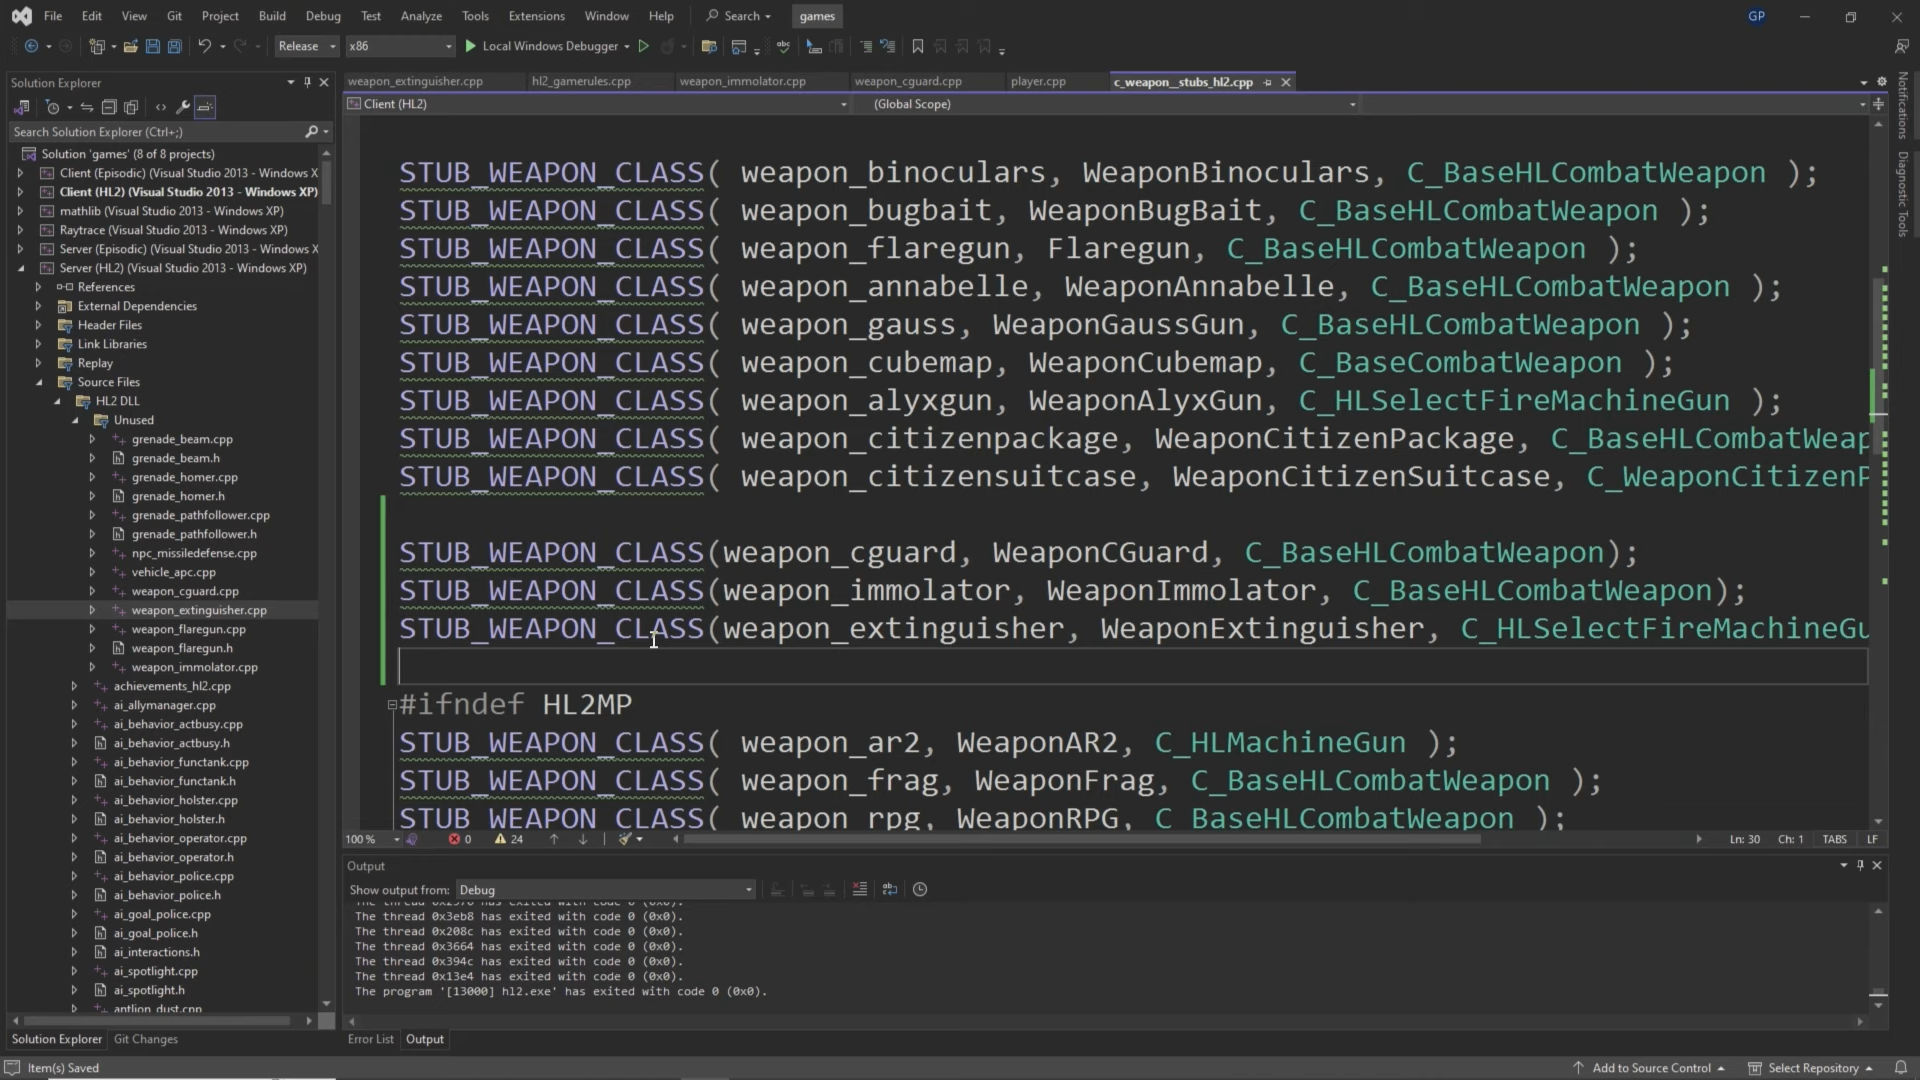 File Edit View Git Project Build Debug Test Analyze Tools Extensions Window Help Search games GP
Release x86 Local Windows Debugger
Solution Explorer
Search Solution Explorer (Ctrl+;)
Solution 'games' (8 of 8 projects)
Client (Episodic) (Visual Studio 2013 - Windows X
Client (HL2) (Visual Studio 2013 - Windows XP)
mathlib (Visual Studio 2013 - Windows XP)
Raytrace (Visual Studio 2013 - Windows XP)
Server (Episodic) (Visual Studio 2013 - Windows X
Server (HL2) (Visual Studio 2013 - Windows XP)
References
External Dependencies
Header Files
Link Libraries
Replay
Source Files
HL2 DLL
Unused
grenade_beam.cpp
grenade_beam.h
grenade_homer.cpp
grenade_homer.h
grenade_pathfollower.cpp
grenade_pathfollower.h
npc_missiledefense.cpp
vehicle_apc.cpp
weapon_cguard.cpp
weapon_extinguisher.cpp
weapon_flaregun.cpp
weapon_flaregun.h
weapon_immolator.cpp
achievements_hl2.cpp
ai_allymanager.cpp
ai_behavior_actbusy.cpp
ai_behavior_actbusy.h
ai_behavior_functank.cpp
ai_behavior_functank.h
ai_behavior_holster.cpp
ai_behavior_holster.h
ai_behavior_operator.cpp
ai_behavior_operator.h
ai_behavior_police.cpp
ai_behavior_police.h
ai_goal_police.cpp
ai_goal_police.h
ai_interactions.h
ai_spotlight.cpp
ai_spotlight.h
antlion_dust.cpp
Solution Explorer Git Changes
weapon_extinguisher.cpp hl2_gamerules.cpp weapon_immolator.cpp weapon_cguard.cpp player.cpp c_weapon__stubs_hl2.cpp
Client (HL2) (Global Scope)
STUB_WEAPON_CLASS( weapon_binoculars, WeaponBinoculars, C_BaseHLCombatWeapon );
STUB_WEAPON_CLASS( weapon_bugbait, WeaponBugBait, C_BaseHLCombatWeapon );
STUB_WEAPON_CLASS( weapon_flaregun, Flaregun, C_BaseHLCombatWeapon );
STUB_WEAPON_CLASS( weapon_annabelle, WeaponAnnabelle, C_BaseHLCombatWeapon );
STUB_WEAPON_CLASS( weapon_gauss, WeaponGaussGun, C_BaseHLCombatWeapon );
STUB_WEAPON_CLASS( weapon_cubemap, WeaponCubemap, C_BaseCombatWeapon );
STUB_WEAPON_CLASS( weapon_alyxgun, WeaponAlyxGun, C_HLSelectFireMachineGun );
STUB_WEAPON_CLASS( weapon_citizenpackage, WeaponCitizenPackage, C_BaseHLCombatWeap
STUB_WEAPON_CLASS( weapon_citizensuitcase, WeaponCitizenSuitcase, C_WeaponCitizenP
STUB_WEAPON_CLASS(weapon_cguard, WeaponCGuard, C_BaseHLCombatWeapon);
STUB_WEAPON_CLASS(weapon_immolator, WeaponImmolator, C_BaseHLCombatWeapon);
STUB_WEAPON_CLASS(weapon_extinguisher, WeaponExtinguisher, C_HLSelectFireMachineGu
#ifndef HL2MP
STUB_WEAPON_CLASS( weapon_ar2, WeaponAR2, C_HLMachineGun );
STUB_WEAPON_CLASS( weapon_frag, WeaponFrag, C_BaseHLCombatWeapon );
STUB_WEAPON_CLASS( weapon_rpg, WeaponRPG, C_BaseHLCombatWeapon );
100 % 0 24 Ln: 30 Ch: 1 TABS LF
Output
Show output from: Debug
The thread 0x3eb8 has exited with code 0 (0x0).
The thread 0x208c has exited with code 0 (0x0).
The thread 0x3664 has exited with code 0 (0x0).
The thread 0x394c has exited with code 0 (0x0).
The thread 0x13e4 has exited with code 0 (0x0).
The program '[13000] hl2.exe' has exited with code 0 (0x0).
Error List Output
Notifications
Diagnostic Tools
Item(s) Saved Add to Source Control Select Repository